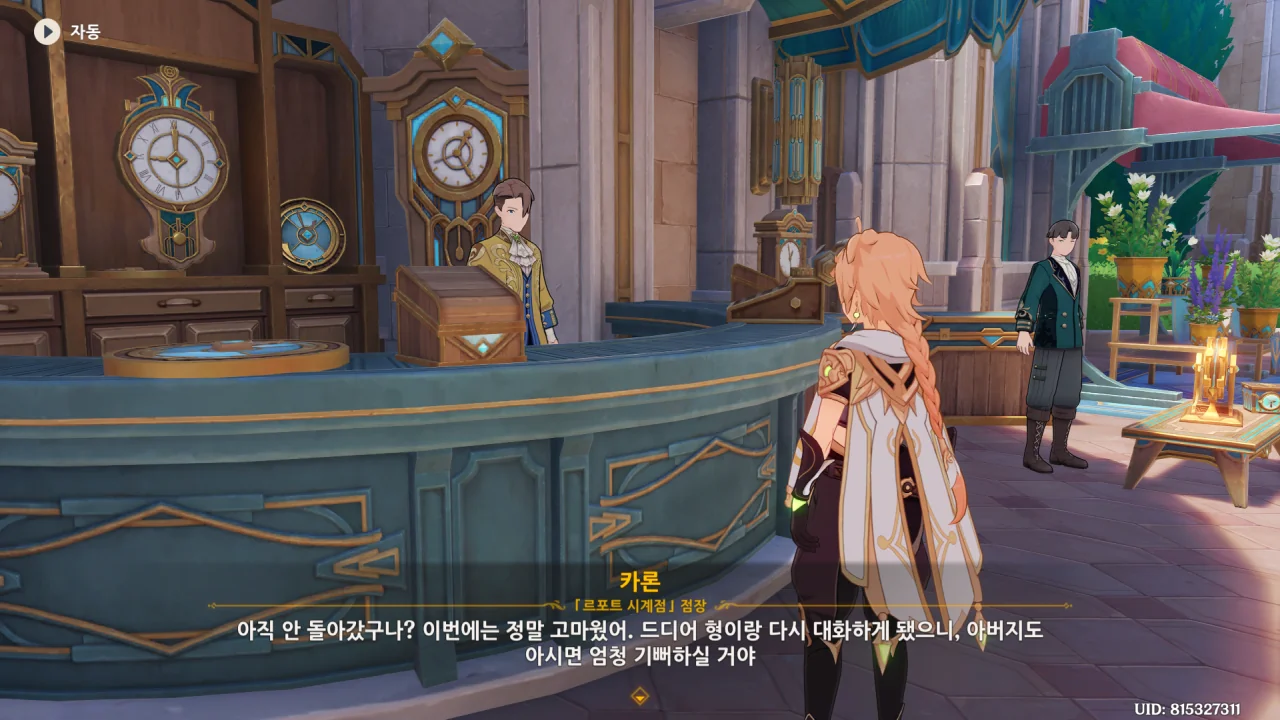 자동
카론
「르포트 시계점」 점장
아직 안 돌아갔구나? 이번에는 정말 고마웠어. 드디어 형이랑 다시 대화하게 됐으니, 아버지도
아시면 엄청 기뻐하실 거야
UID: 815327311